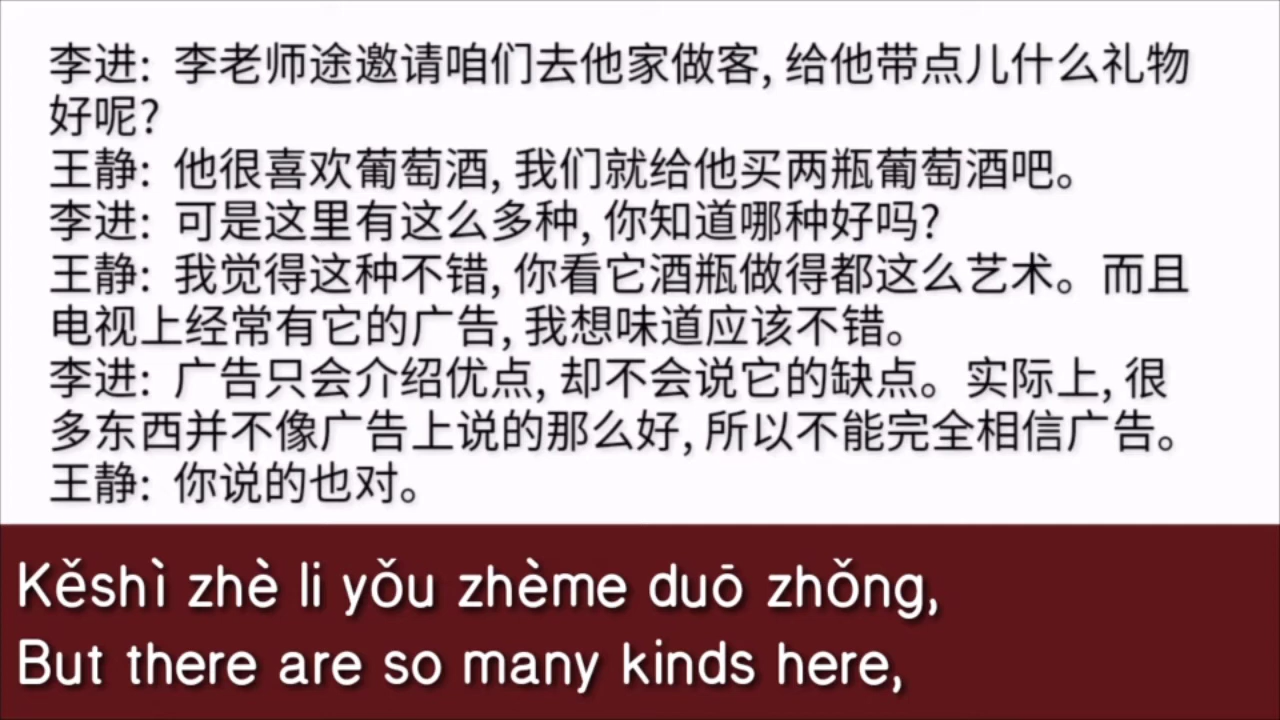 李进: 李老师途邀请咱们去他家做客, 给他带点儿什么礼物
好呢?
王静: 他很喜欢葡萄酒, 我们就给他买两瓶葡萄酒吧。
李进: 可是这里有这么多种, 你知道哪种好吗?
王静: 我觉得这种不错, 你看它酒瓶做得都这么艺术。而且
电视上经常有它的广告, 我想味道应该不错。
李进: 广告只会介绍优点, 却不会说它的缺点。实际上, 很
多东西并不像广告上说的那么好, 所以不能完全相信广告。
王静: 你说的也对。
Kěshì zhè li yǒu zhème duō zhǒng,
But there are so many kinds here,